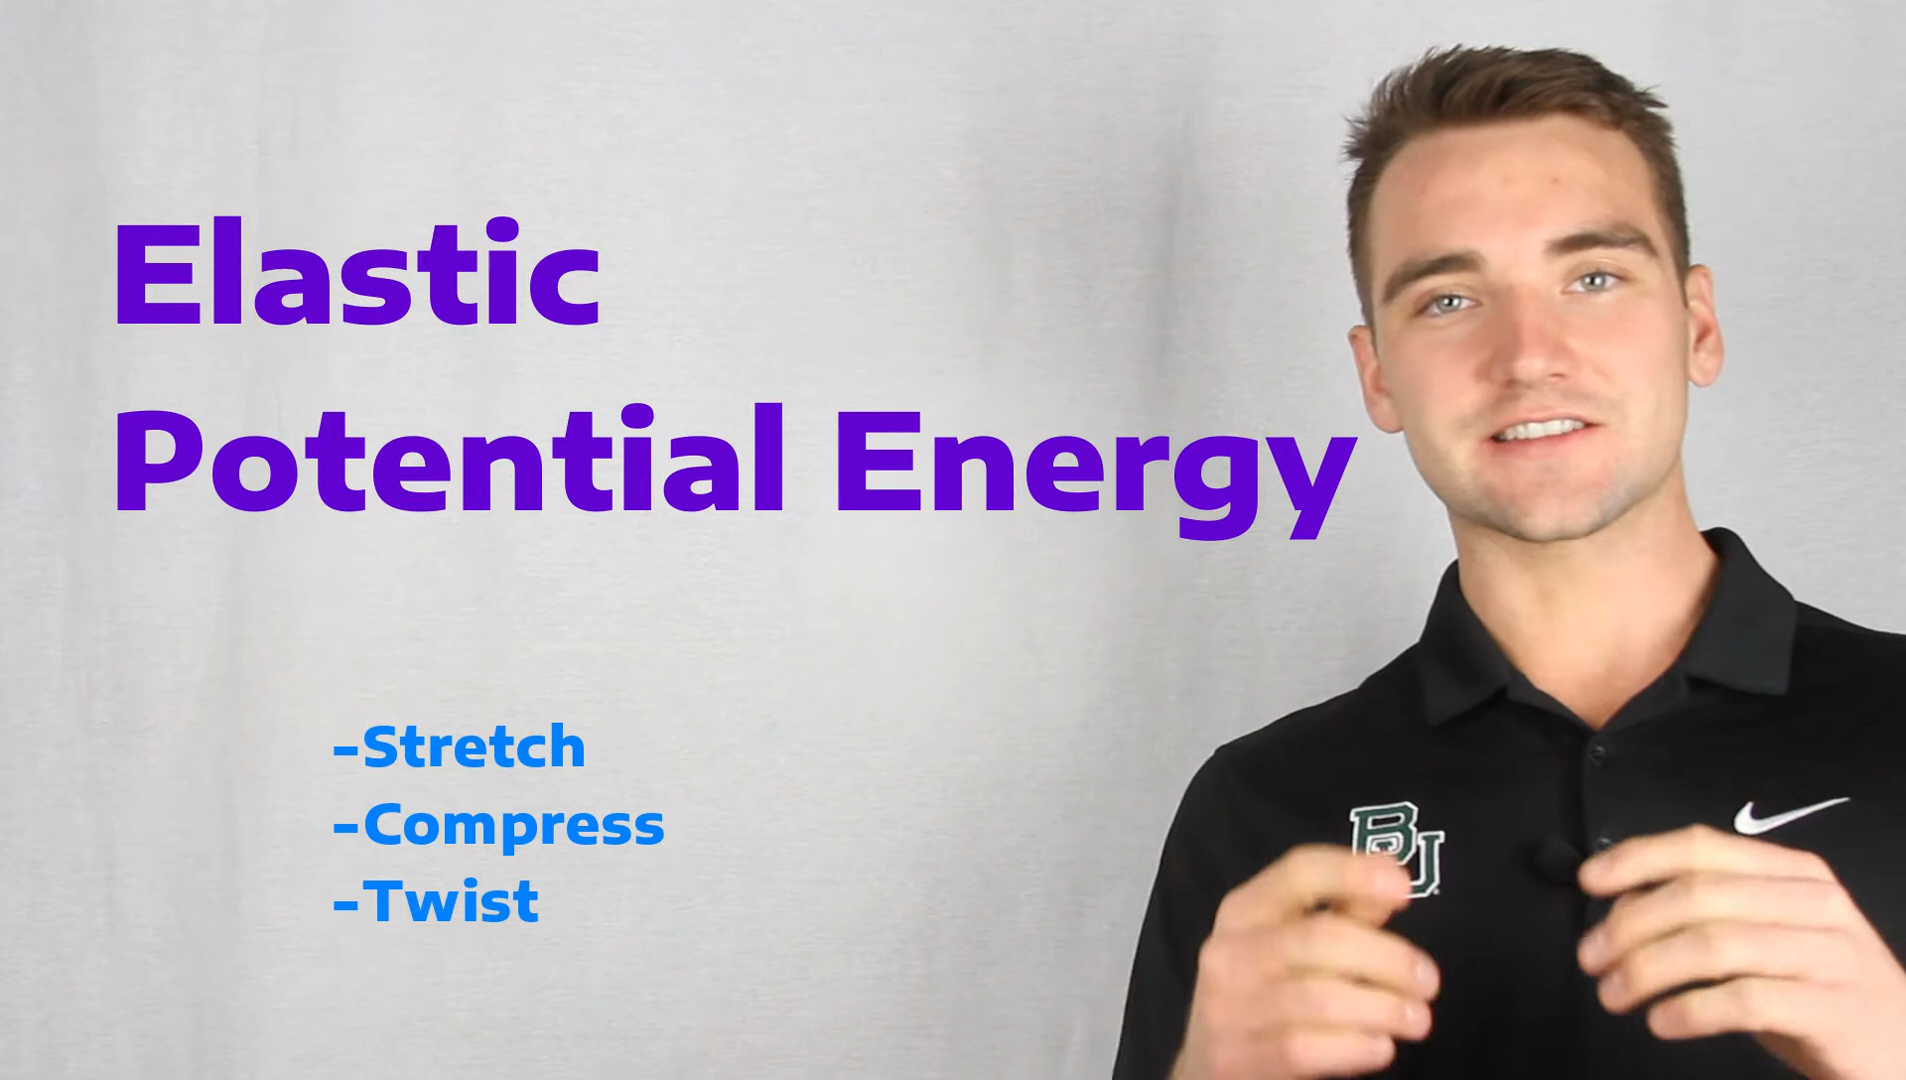 Elastic
Potential Energy
-Stretch
-Compress
-Twist
BU